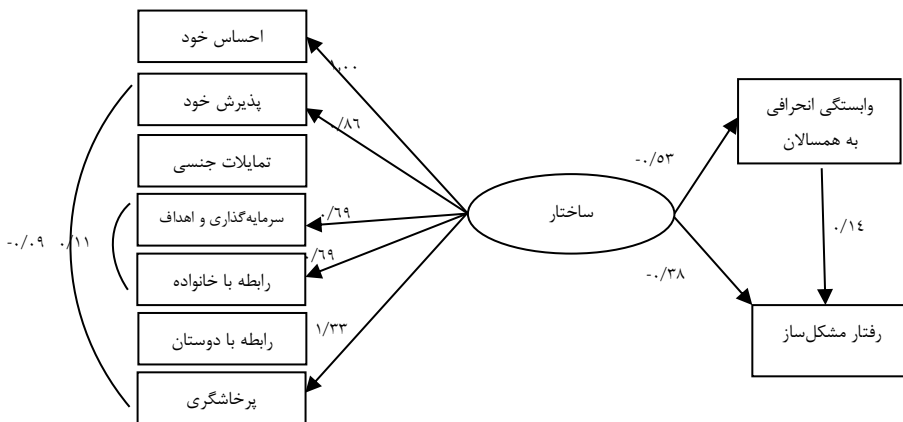 احساس خود
۱,۰۰
پذیرش خود
۰/۸۶
وابستگی انحرافی
به همسالان
تمایلات جنسی
-۰/۵۳
سرمایه‌گذاری و اهداف
۰/۶۹
ساختار
۰/۱۴
-۰/۰۹
۰/۱۱
رابطه با خانواده
۰/۶۹
-۰/۳۸
رابطه با دوستان
۱/۳۳
رفتار مشکل‌ساز
پرخاشگری